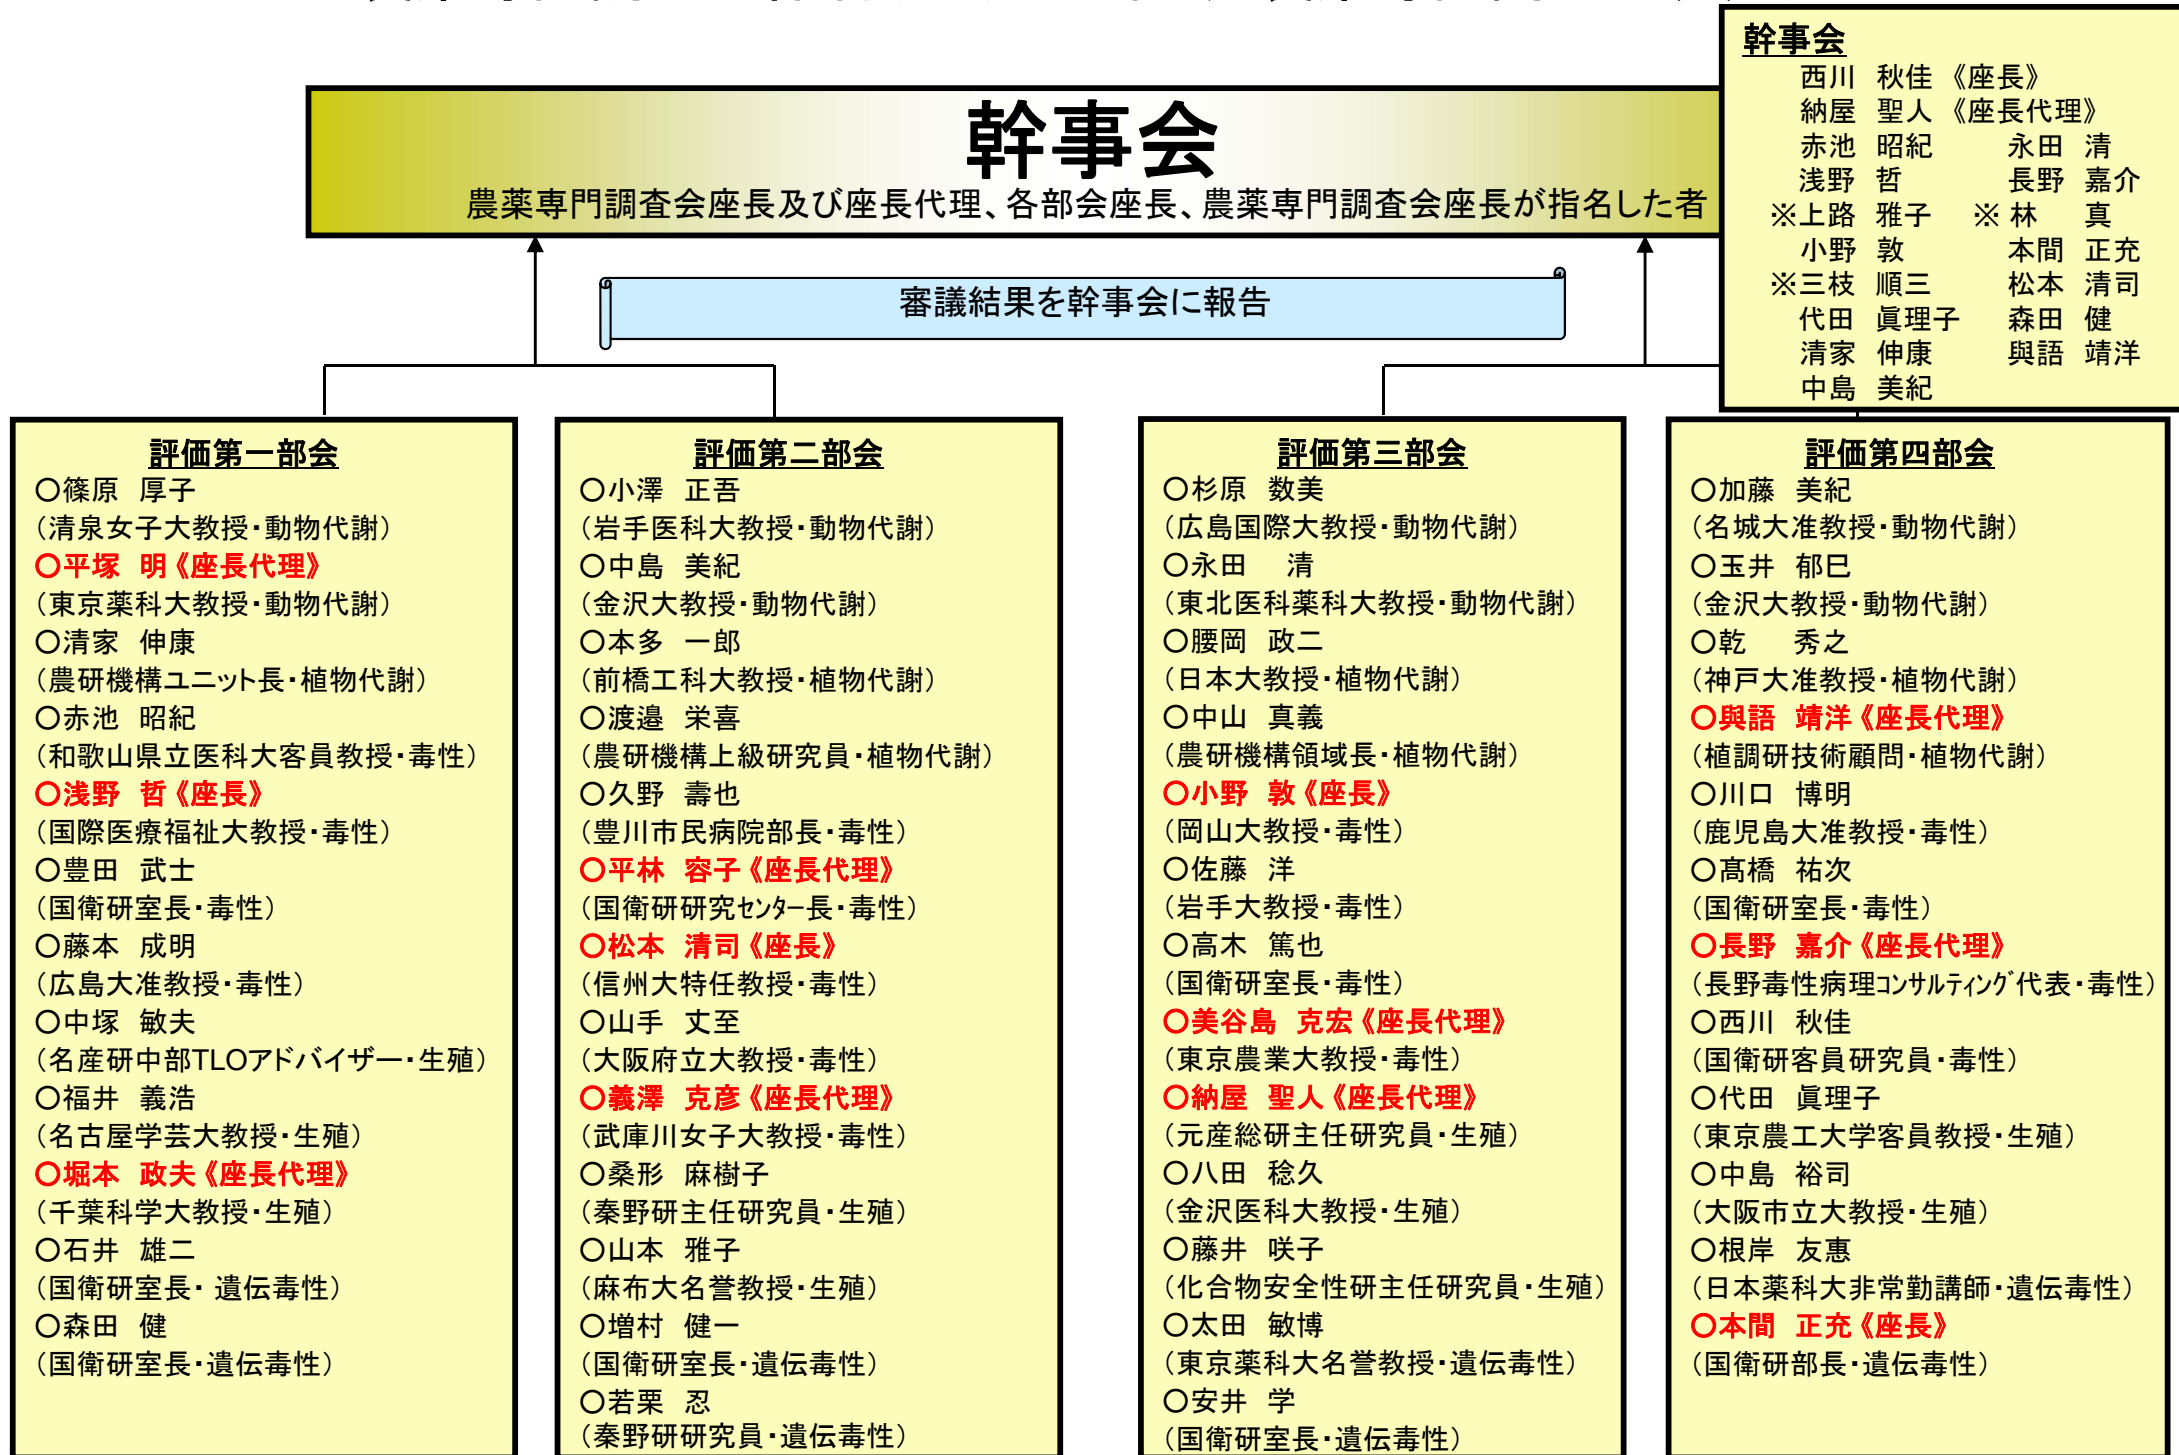 幹事会
農薬専門調査会座長及び座長代理、各部会座長、農薬専門調査会座長が指名した者
幹事会
西川 秋佳 《座長》
納屋 聖人 《座長代理》
赤池 昭紀 永田 清
浅野 哲 長野 嘉介
※上路 雅子 ※林 真
小野 敦 本間 正充
※三枝 順三 松本 清司
代田 眞理子 森田 健
清家 伸康 與語 靖洋
中島 美紀
審議結果を幹事会に報告
評価第一部会
○篠原 厚子
(清泉女子大教授・動物代謝)
○平塚 明《座長代理》
(東京薬科大教授・動物代謝)
○清家 伸康
(農研機構ユニット長・植物代謝)
○赤池 昭紀
(和歌山県立医科大客員教授・毒性)
○浅野 哲《座長》
(国際医療福祉大教授・毒性)
○豊田 武士
(国衛研室長・毒性)
○藤本 成明
(広島大准教授・毒性)
○中塚 敏夫
(名産研中部TLOアドバイザー・生殖)
○福井 義浩
(名古屋学芸大教授・生殖)
○堀本 政夫《座長代理》
(千葉科学大教授・生殖)
○石井 雄二
(国衛研室長・ 遺伝毒性)
○森田 健
(国衛研室長・遺伝毒性)
評価第二部会
○小澤 正吾
(岩手医科大教授・動物代謝)
○中島 美紀
(金沢大教授・動物代謝)
○本多 一郎
(前橋工科大教授・植物代謝)
○渡邉 栄喜
(農研機構上級研究員・植物代謝)
○久野 壽也
(豊川市民病院部長・毒性)
○平林 容子《座長代理》
(国衛研研究センター長・毒性)
○松本 清司《座長》
(信州大特任教授・毒性)
○山手 丈至
(大阪府立大教授・毒性)
○義澤 克彦《座長代理》
(武庫川女子大教授・毒性)
○桑形 麻樹子
(秦野研主任研究員・生殖)
○山本 雅子
(麻布大名誉教授・生殖)
○増村 健一
(国衛研室長・遺伝毒性)
○若栗 忍
(秦野研研究員・遺伝毒性)
評価第三部会
○杉原 数美
(広島国際大教授・動物代謝)
○永田 清
(東北医科薬科大教授・動物代謝)
○腰岡 政二
(日本大教授・植物代謝)
○中山 真義
(農研機構領域長・植物代謝)
○小野 敦《座長》
(岡山大教授・毒性)
○佐藤 洋
(岩手大教授・毒性)
○高木 篤也
(国衛研室長・毒性)
○美谷島 克宏《座長代理》
(東京農業大教授・毒性)
○納屋 聖人《座長代理》
(元産総研主任研究員・生殖)
○八田 稔久
(金沢医科大教授・生殖)
○藤井 咲子
(化合物安全性研主任研究員・生殖)
○太田 敏博
(東京薬科大名誉教授・遺伝毒性)
○安井 学
(国衛研室長・遺伝毒性)
評価第四部会
○加藤 美紀
(名城大准教授・動物代謝)
○玉井 郁巳
(金沢大教授・動物代謝)
○乾 秀之
(神戸大准教授・植物代謝)
○與語 靖洋《座長代理》
(植調研技術顧問・植物代謝)
○川口 博明
(鹿児島大准教授・毒性)
○髙橋 祐次
(国衛研室長・毒性)
○長野 嘉介《座長代理》
(長野毒性病理コンサルティング代表・毒性)
○西川 秋佳
(国衛研客員研究員・毒性)
○代田 眞理子
(東京農工大学客員教授・生殖)
○中島 裕司
(大阪市立大教授・生殖)
○根岸 友惠
(日本薬科大非常勤講師・遺伝毒性)
○本間 正充《座長》
(国衛研部長・遺伝毒性)